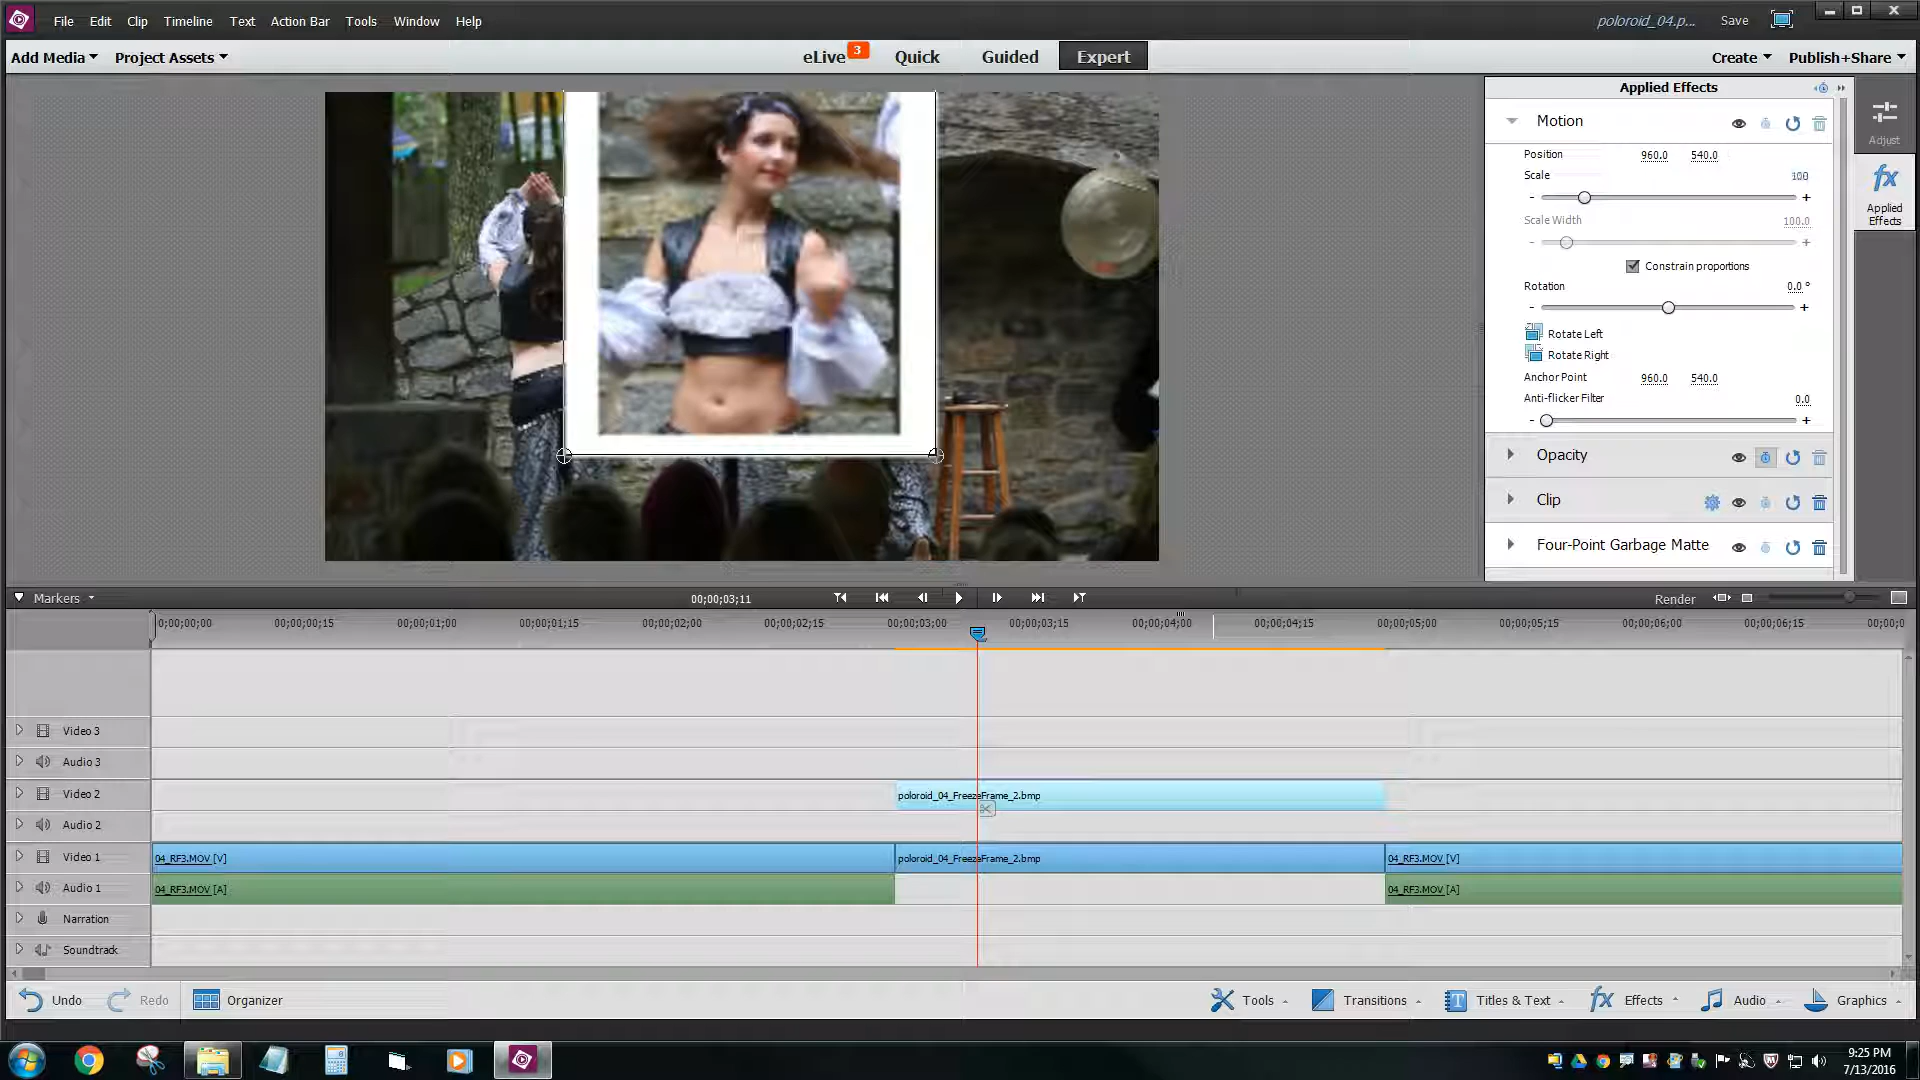 File Edit Clip Timeline Text Action Bar Tools Window Help
poloroid_04.p... Save
Add Media Project Assets
eLive 3 Quick Guided Expert
Create Publish+Share
Applied Effects
Motion
Position 960.0 540.0
Scale 100
- +
Scale Width 100.0
- +
Constrain proportions
Rotation 0.0 °
- +
Rotate Left
Rotate Right
Anchor Point 960.0 540.0
Anti-flicker Filter 0.0
- +
Opacity
Clip
Four-Point Garbage Matte
Adjust
fx
Applied
Effects
Markers
00;00;03;11
Render
0;00;00;00 00;00;00;15 00;00;01;00 00;00;01;15 00;00;02;00 00;00;02;15 00;00;03;00 00;00;03;15 00;00;04;00 00;00;04;15 00;00;05;00 00;00;05;15 00;00;06;00 00;00;06;15 00;00;0
Video 3
Audio 3
Video 2 poloroid_04_FreezeFrame_2.bmp
Audio 2
Video 1 04_RF3.MOV [V] poloroid_04_FreezeFrame_2.bmp 04_RF3.MOV [V]
Audio 1 04_RF3.MOV [A] 04_RF3.MOV [A]
Narration
Soundtrack
Undo Redo Organizer
Tools Transitions T Titles & Text fx Effects Audio Graphics
9:25 PM
7/13/2016